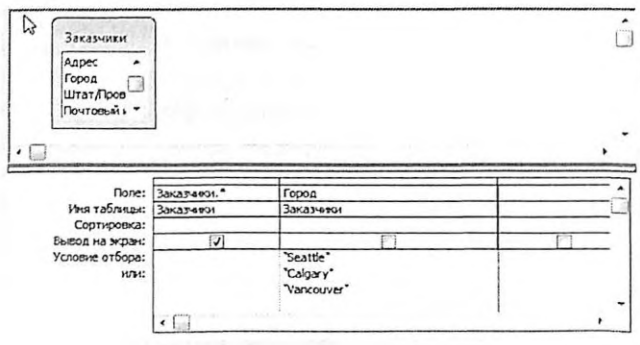 Заказчики
Адрес
Город
Штат/Пров
Почтовый
Поле: Заказчики.* Город
Имя таблицы: Заказчики Заказчики
Сортировка:
Вывод на экран:
Условие отбора: "Seattle"
или: "Calgary"
"Vancouver"